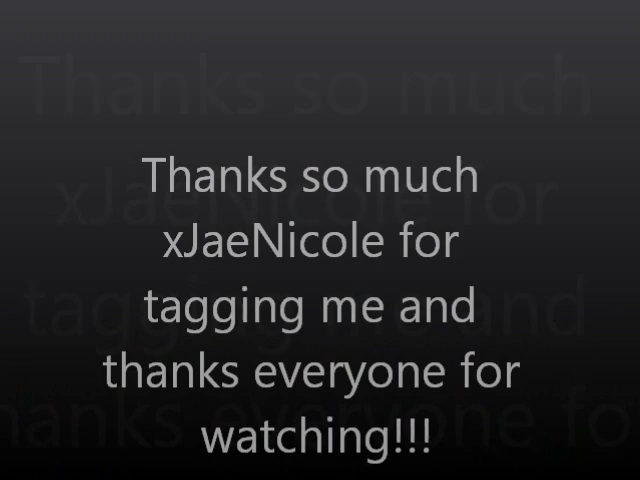 Thanks so much
xJaeNicole for
tagging me and
thanks everyone for
watching!!!